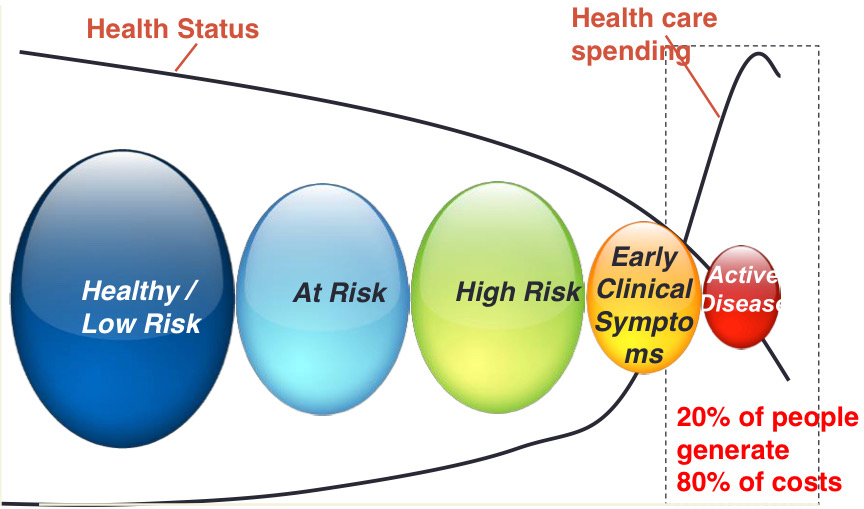 Health Status
Health care
spending
Healthy /
Low Risk
At Risk
High Risk
Early
Clinical
Sympto
ms
Active
Disease
20% of people
generate
80% of costs